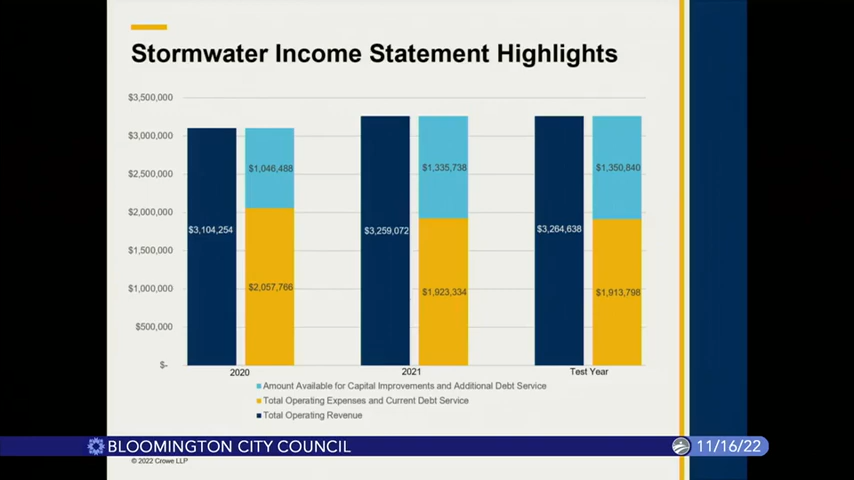 Stormwater Income Statement Highlights
$3,500,000
$3,000,000
$2,500,000
$2,000,000
$1,500,000
$1,000,000
$500,000
$-
$1,046,488
$1,335,738
$1,350,840
$3,104,254
$3,259,072
$3,264,638
$2,057,766
$1,923,334
$1,913,798
2020
2021
Test Year
Amount Available for Capital Improvements and Additional Debt Service
Total Operating Expenses and Current Debt Service
Total Operating Revenue
BLOOMINGTON CITY COUNCIL
11/16/22
© 2022 Crowe LLP